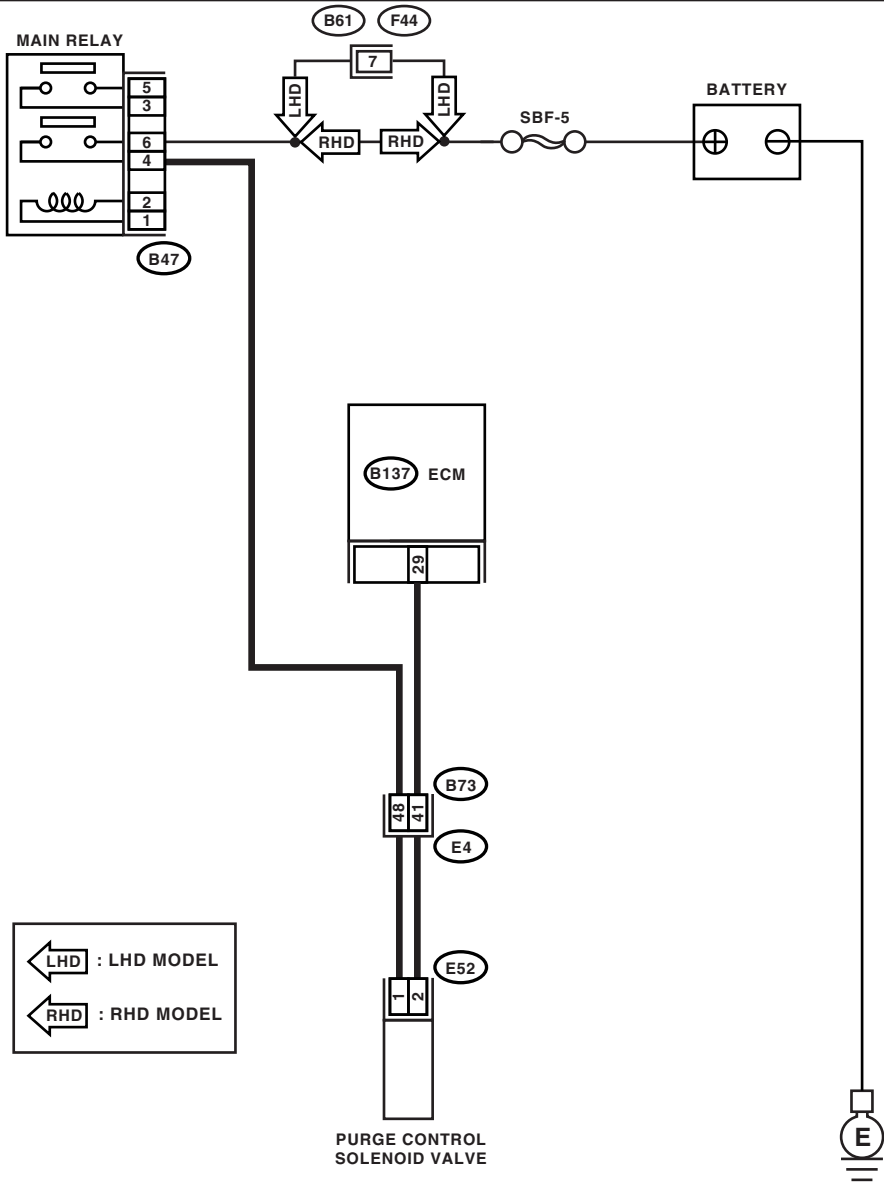 B61 F44
MAIN RELAY
7
LHD
LHD
BATTERY
SBF-5
5
3
6
4
2
1
RHD
RHD
B47
B137 ECM
29
B73
48 41
E4
E52
1 2
LHD : LHD MODEL
RHD : RHD MODEL
PURGE CONTROL
SOLENOID VALVE
E